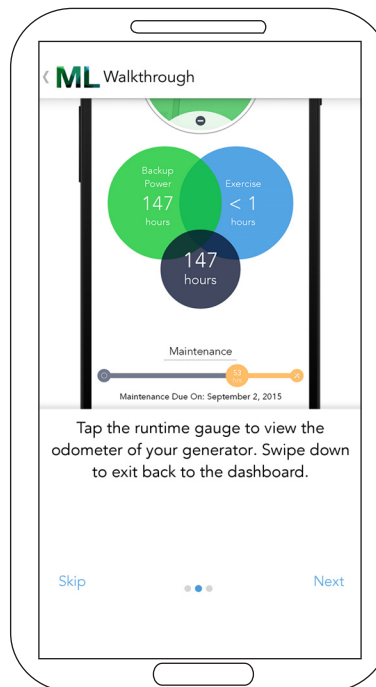 ML Walkthrough
Backup
Power
147
hours
Exercise
< 1
hours
147
hours
Maintenance
53
Maintenance Due On: September 2, 2015
Tap the runtime gauge to view the
odometer of your generator. Swipe down
to exit back to the dashboard.
Skip
Next